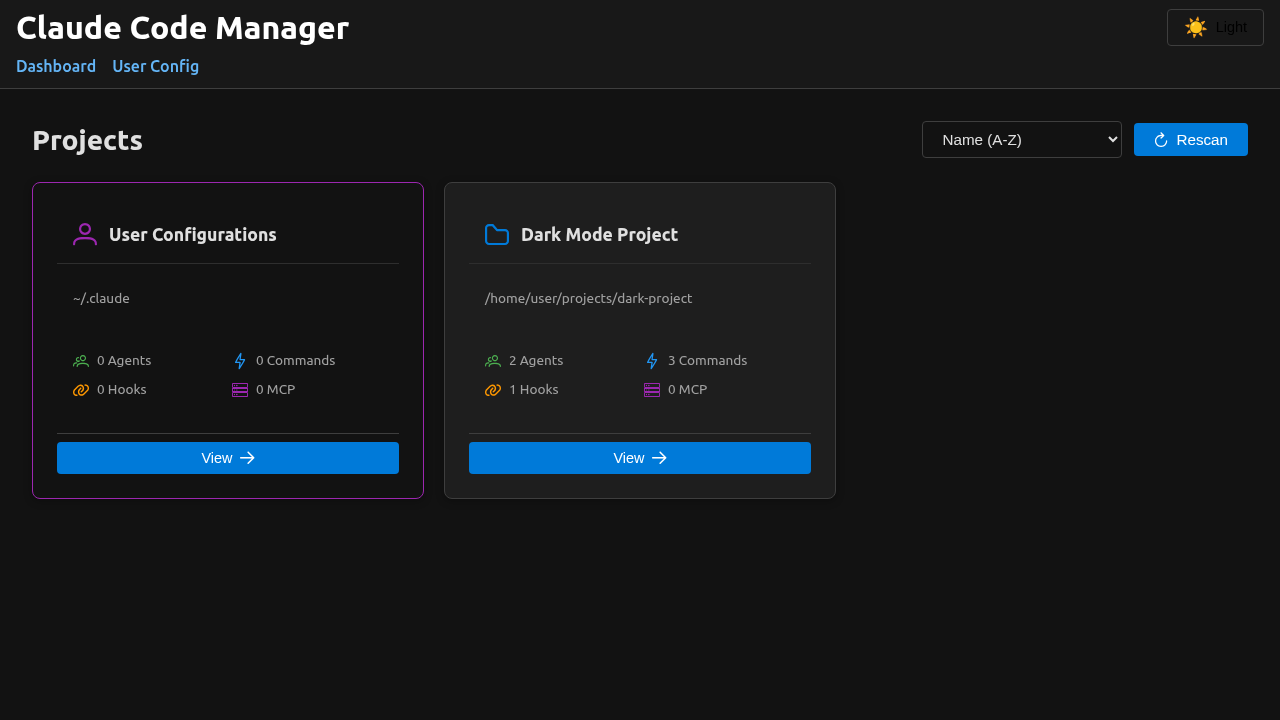 Claude Code Manager
☀️ Light
Dashboard User Config
Projects
Name (A-Z)
Rescan
User Configurations
~/.claude
0 Agents
0 Commands
0 Hooks
0 MCP
View
Dark Mode Project
/home/user/projects/dark-project
2 Agents
3 Commands
1 Hooks
0 MCP
View